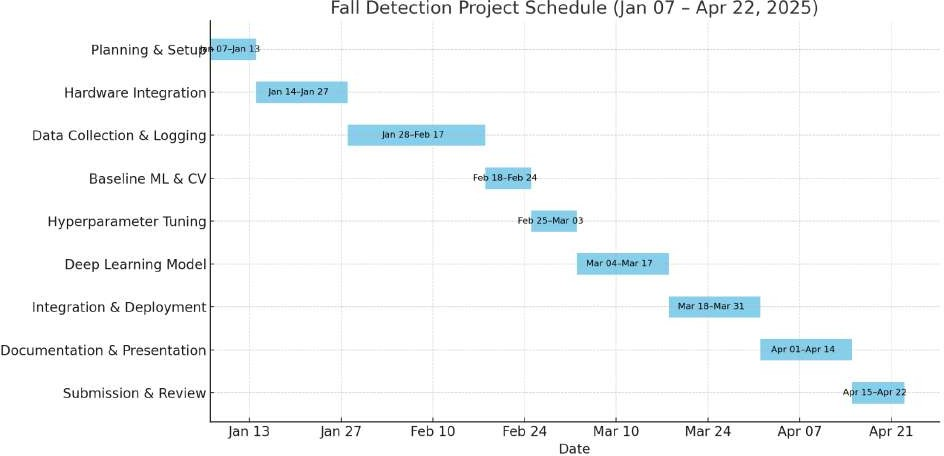 Fall Detection Project Schedule (Jan 07 – Apr 22, 2025)
Planning & Setup
Jan 07–Jan 13
Hardware Integration
Jan 14–Jan 27
Data Collection & Logging
Jan 28–Feb 17
Baseline ML & CV
Feb 18–Feb 24
Hyperparameter Tuning
Feb 25–Mar 03
Deep Learning Model
Mar 04–Mar 17
Integration & Deployment
Mar 18–Mar 31
Documentation & Presentation
Apr 01–Apr 14
Submission & Review
Apr 15–Apr 22
Jan 13 Jan 27 Feb 10 Feb 24 Mar 10 Mar 24 Apr 07 Apr 21
Date